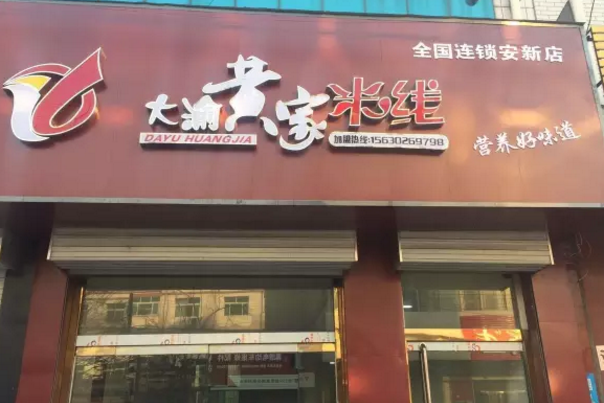 全国连锁安新店
大渝黄家米线
DAYU HUANGJIA
加盟热线:15630269798
营养好味道